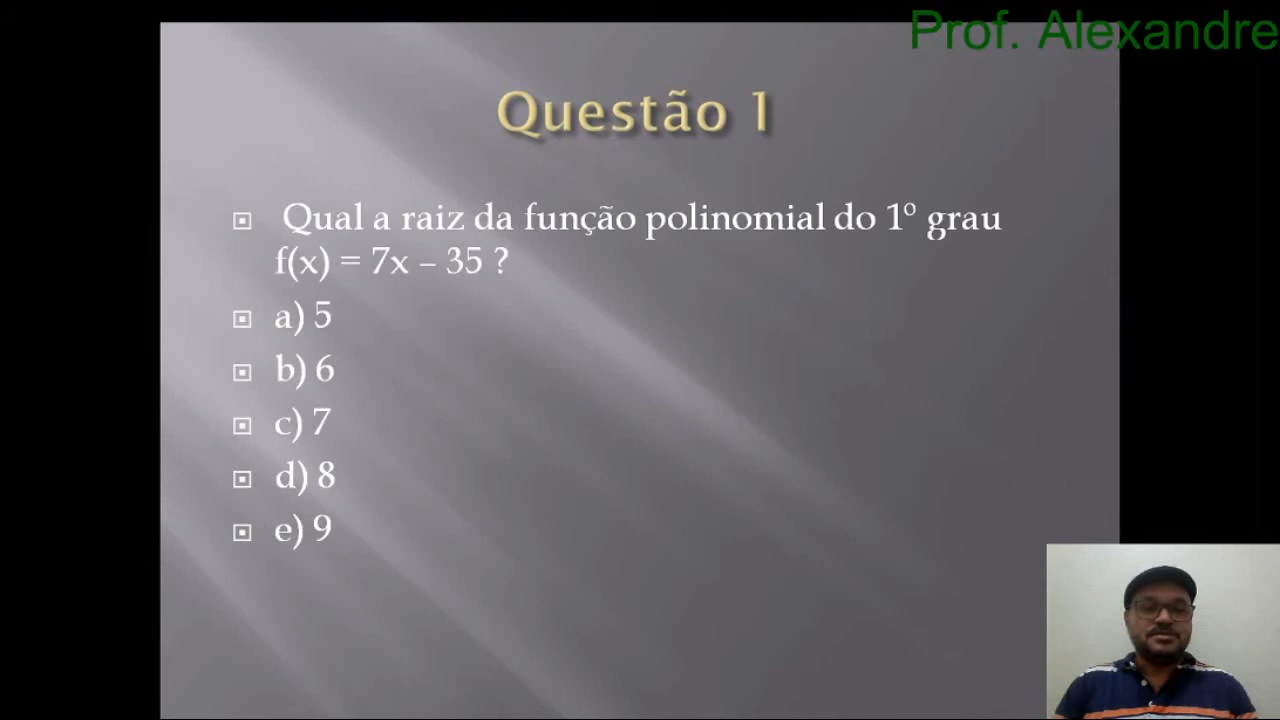 Prof. Alexandre
Questão 1
Qual a raiz da função polinomial do 1º grau
f(x) = 7x – 35 ?
a) 5
b) 6
c) 7
d) 8
e) 9